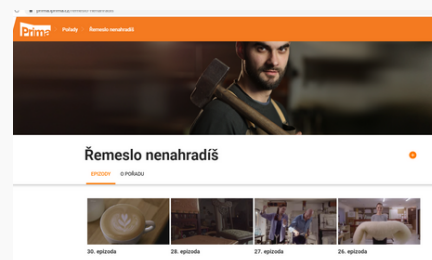 Prima
Pořady
Řemeslo nenahradíš
Řemeslo nenahradíš
EPIZODY
O POŘADU
30. epizoda
28. epizoda
27. epizoda
26. epizoda